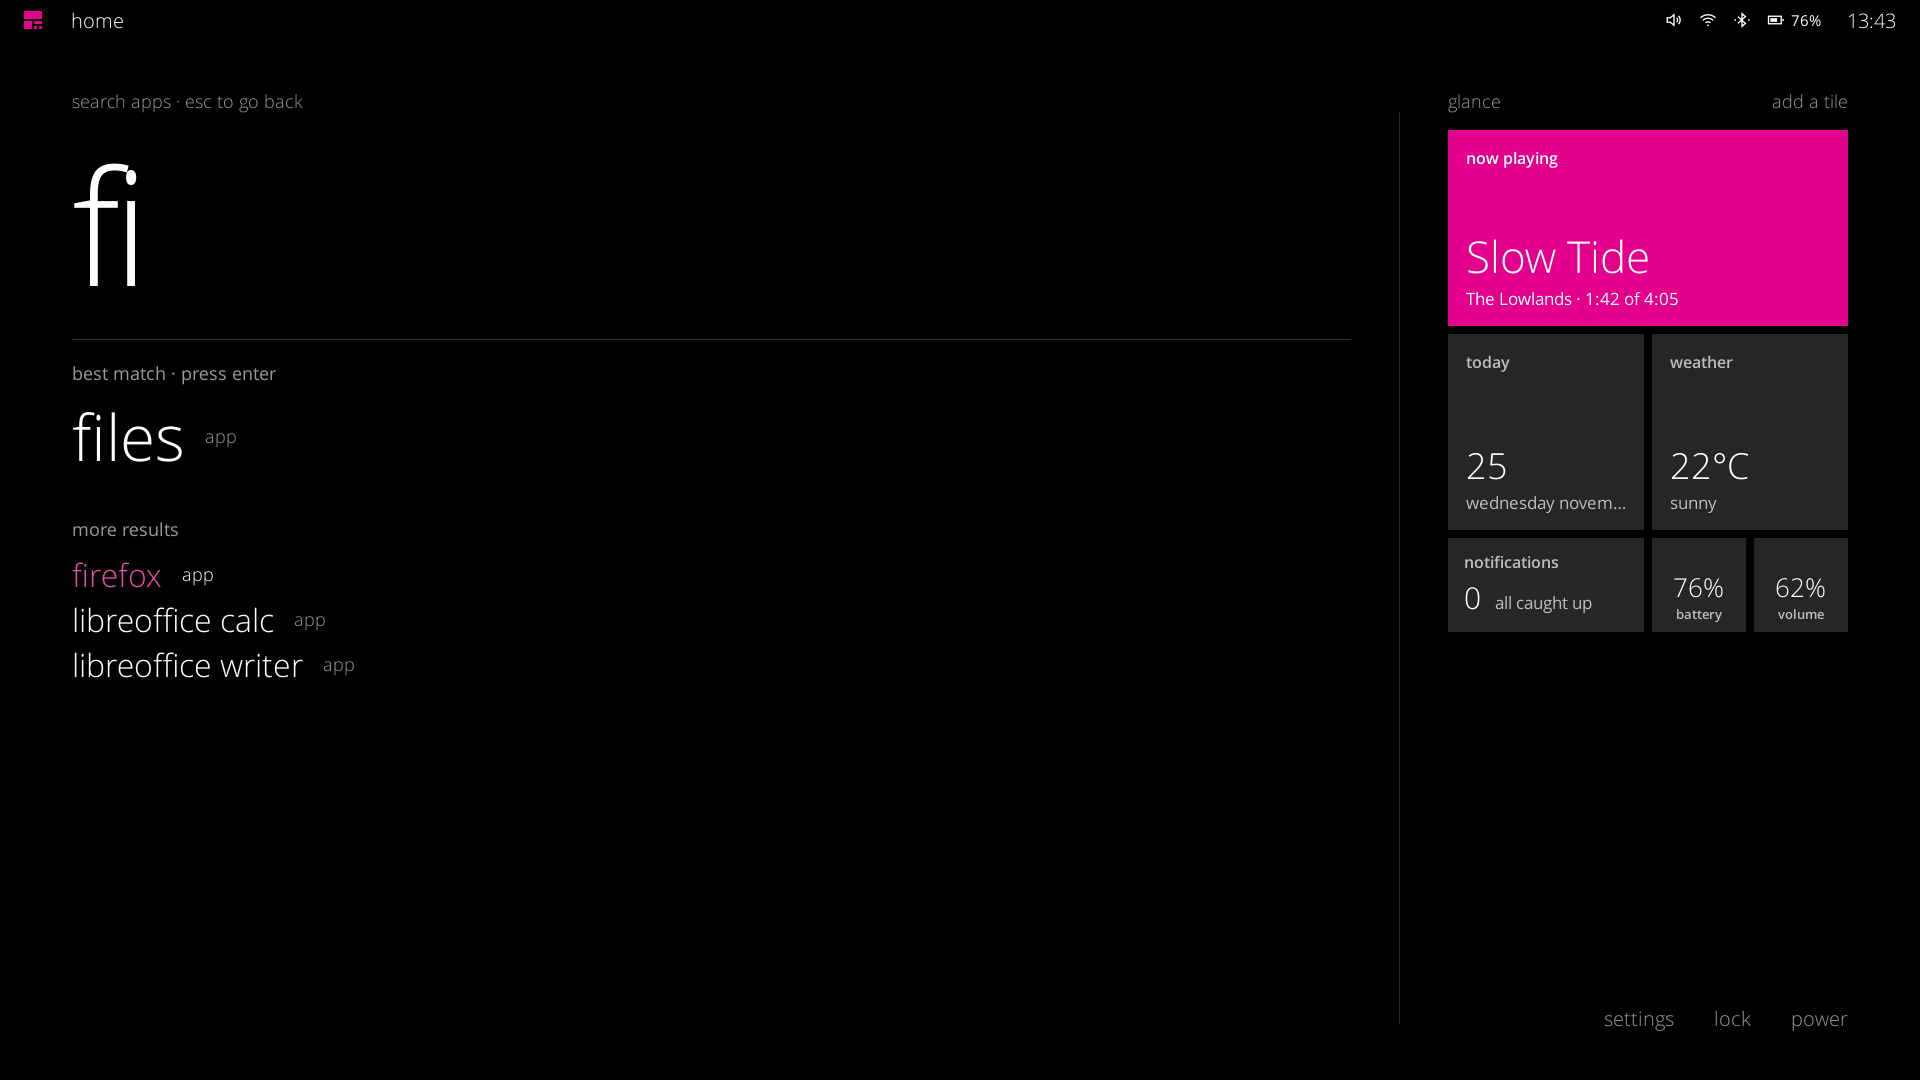 home
76%
13:43
search apps · esc to go back
fi
best match · press enter
files app
more results
firefox app
libreoffice calc app
libreoffice writer app
glance
add a tile
now playing
Slow Tide
The Lowlands · 1:42 of 4:05
today
25
wednesday novem...
weather
22°C
sunny
notifications
0 all caught up
76%
battery
62%
volume
settings
lock
power